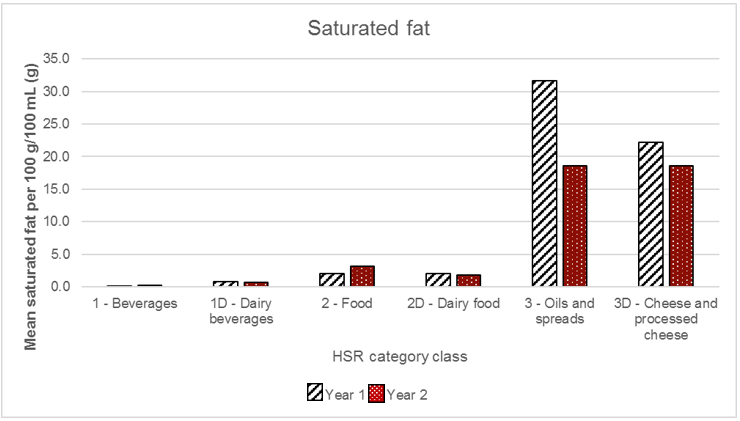 Saturated fat
Mean saturated fat per 100 g/100 mL (g)
35.0
30.0
25.0
20.0
15.0
10.0
5.0
0.0
1 - Beverages
1D - Dairy
beverages
2 - Food
2D - Dairy food
3 - Oils and
spreads
3D - Cheese and
processed
cheese
HSR category class
Year 1
Year 2